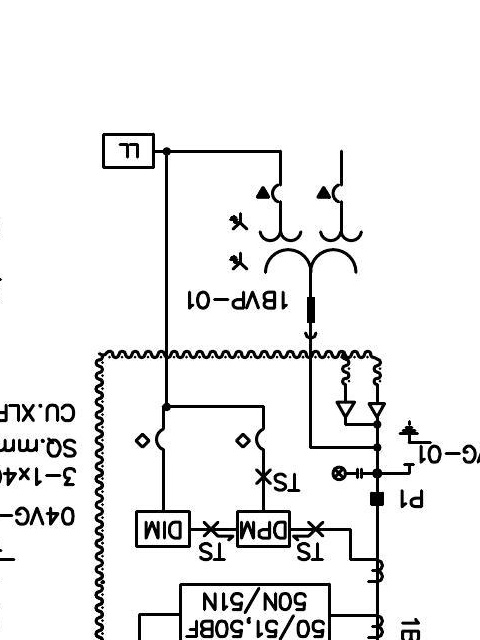 1B
50/51,50BF
50N/51N
TS
TS
DPM
DIM
04VG-
P1
3-1x4
TS
VG-01
SQ.mm
CU.XLP
1BVP-01
LL